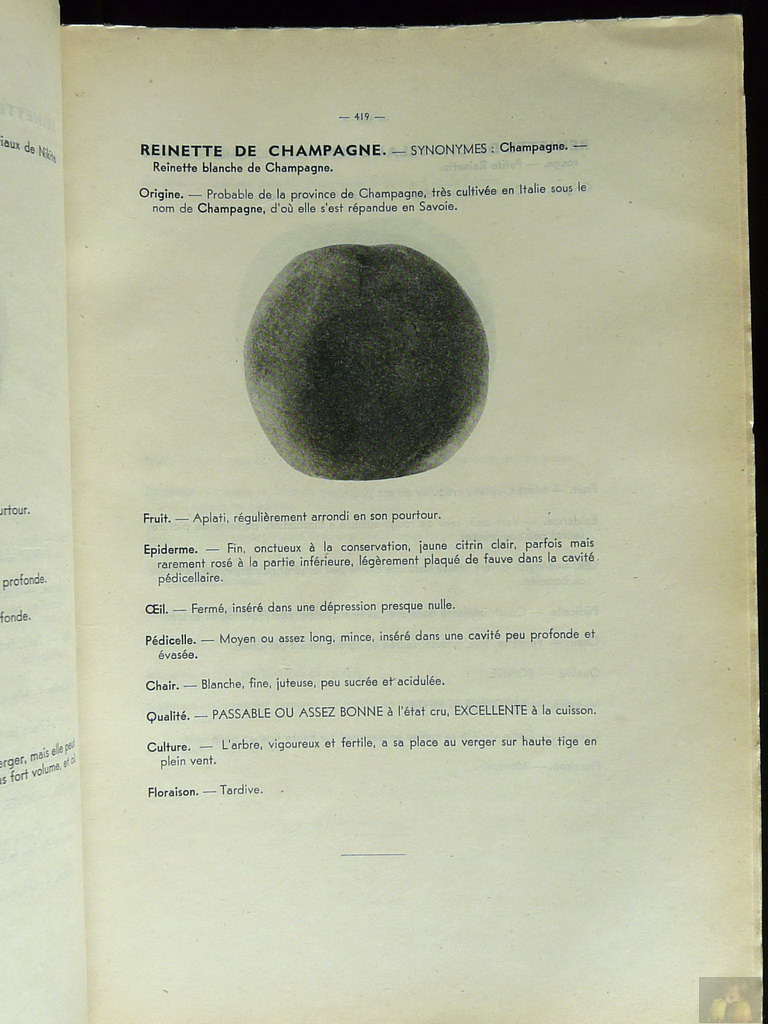 — 419 —
REINETTE DE CHAMPAGNE. — SYNONYMES : Champagne. —
Reinette blanche de Champagne.
Origine. — Probable de la province de Champagne, très cultivée en Italie sous le
nom de Champagne, d'où elle s'est répandue en Savoie.
Fruit. — Aplati, régulièrement arrondi en son pourtour.
Epiderme. — Fin, onctueux à la conservation, jaune citrin clair, parfois mais
rarement rosé à la partie inférieure, légèrement plaqué de fauve dans la cavité
pédicellaire.
Œil. — Fermé, inséré dans une dépression presque nulle.
Pédicelle. — Moyen ou assez long, mince, inséré dans une cavité peu profonde et
évasée.
Chair. — Blanche, fine, juteuse, peu sucrée et acidulée.
Qualité. — PASSABLE OU ASSEZ BONNE à l'état cru, EXCELLENTE à la cuisson.
Culture. — L'arbre, vigoureux et fertile, a sa place au verger sur haute tige en
plein vent.
Floraison. — Tardive.